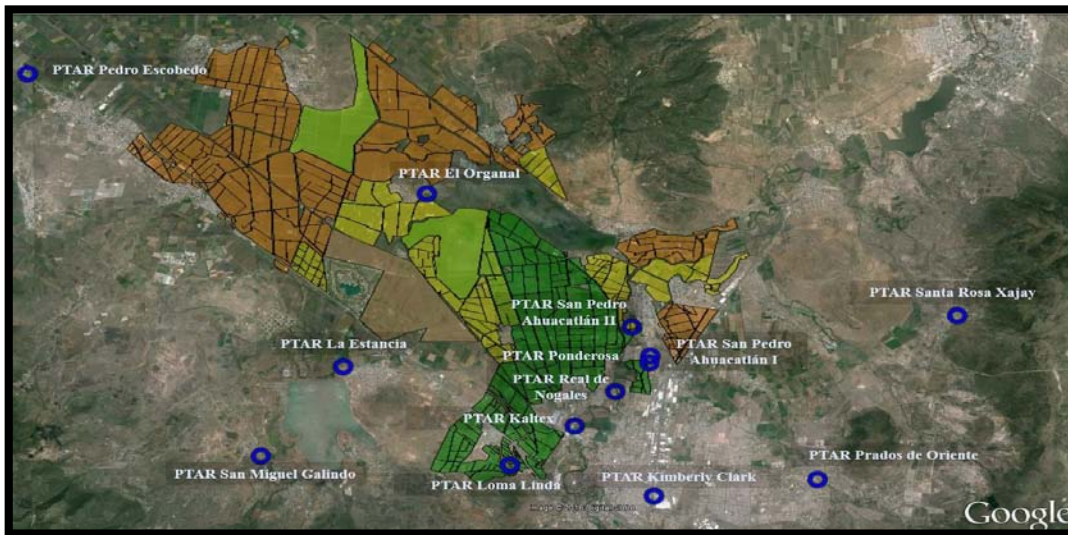 PTAR Pedro Escobedo
PTAR El Organal
PTAR Santa Rosa Xajay
PTAR San Pedro
Ahuacatlán II
PTAR La Estancia
PTAR Ponderosa
PTAR San Pedro
Ahuacatlán I
PTAR Real de
Nogales
PTAR Kaltex
PTAR San Miguel Galindo
PTAR Loma Linda
PTAR Kimberly Clark
PTAR Prados de Oriente
Google